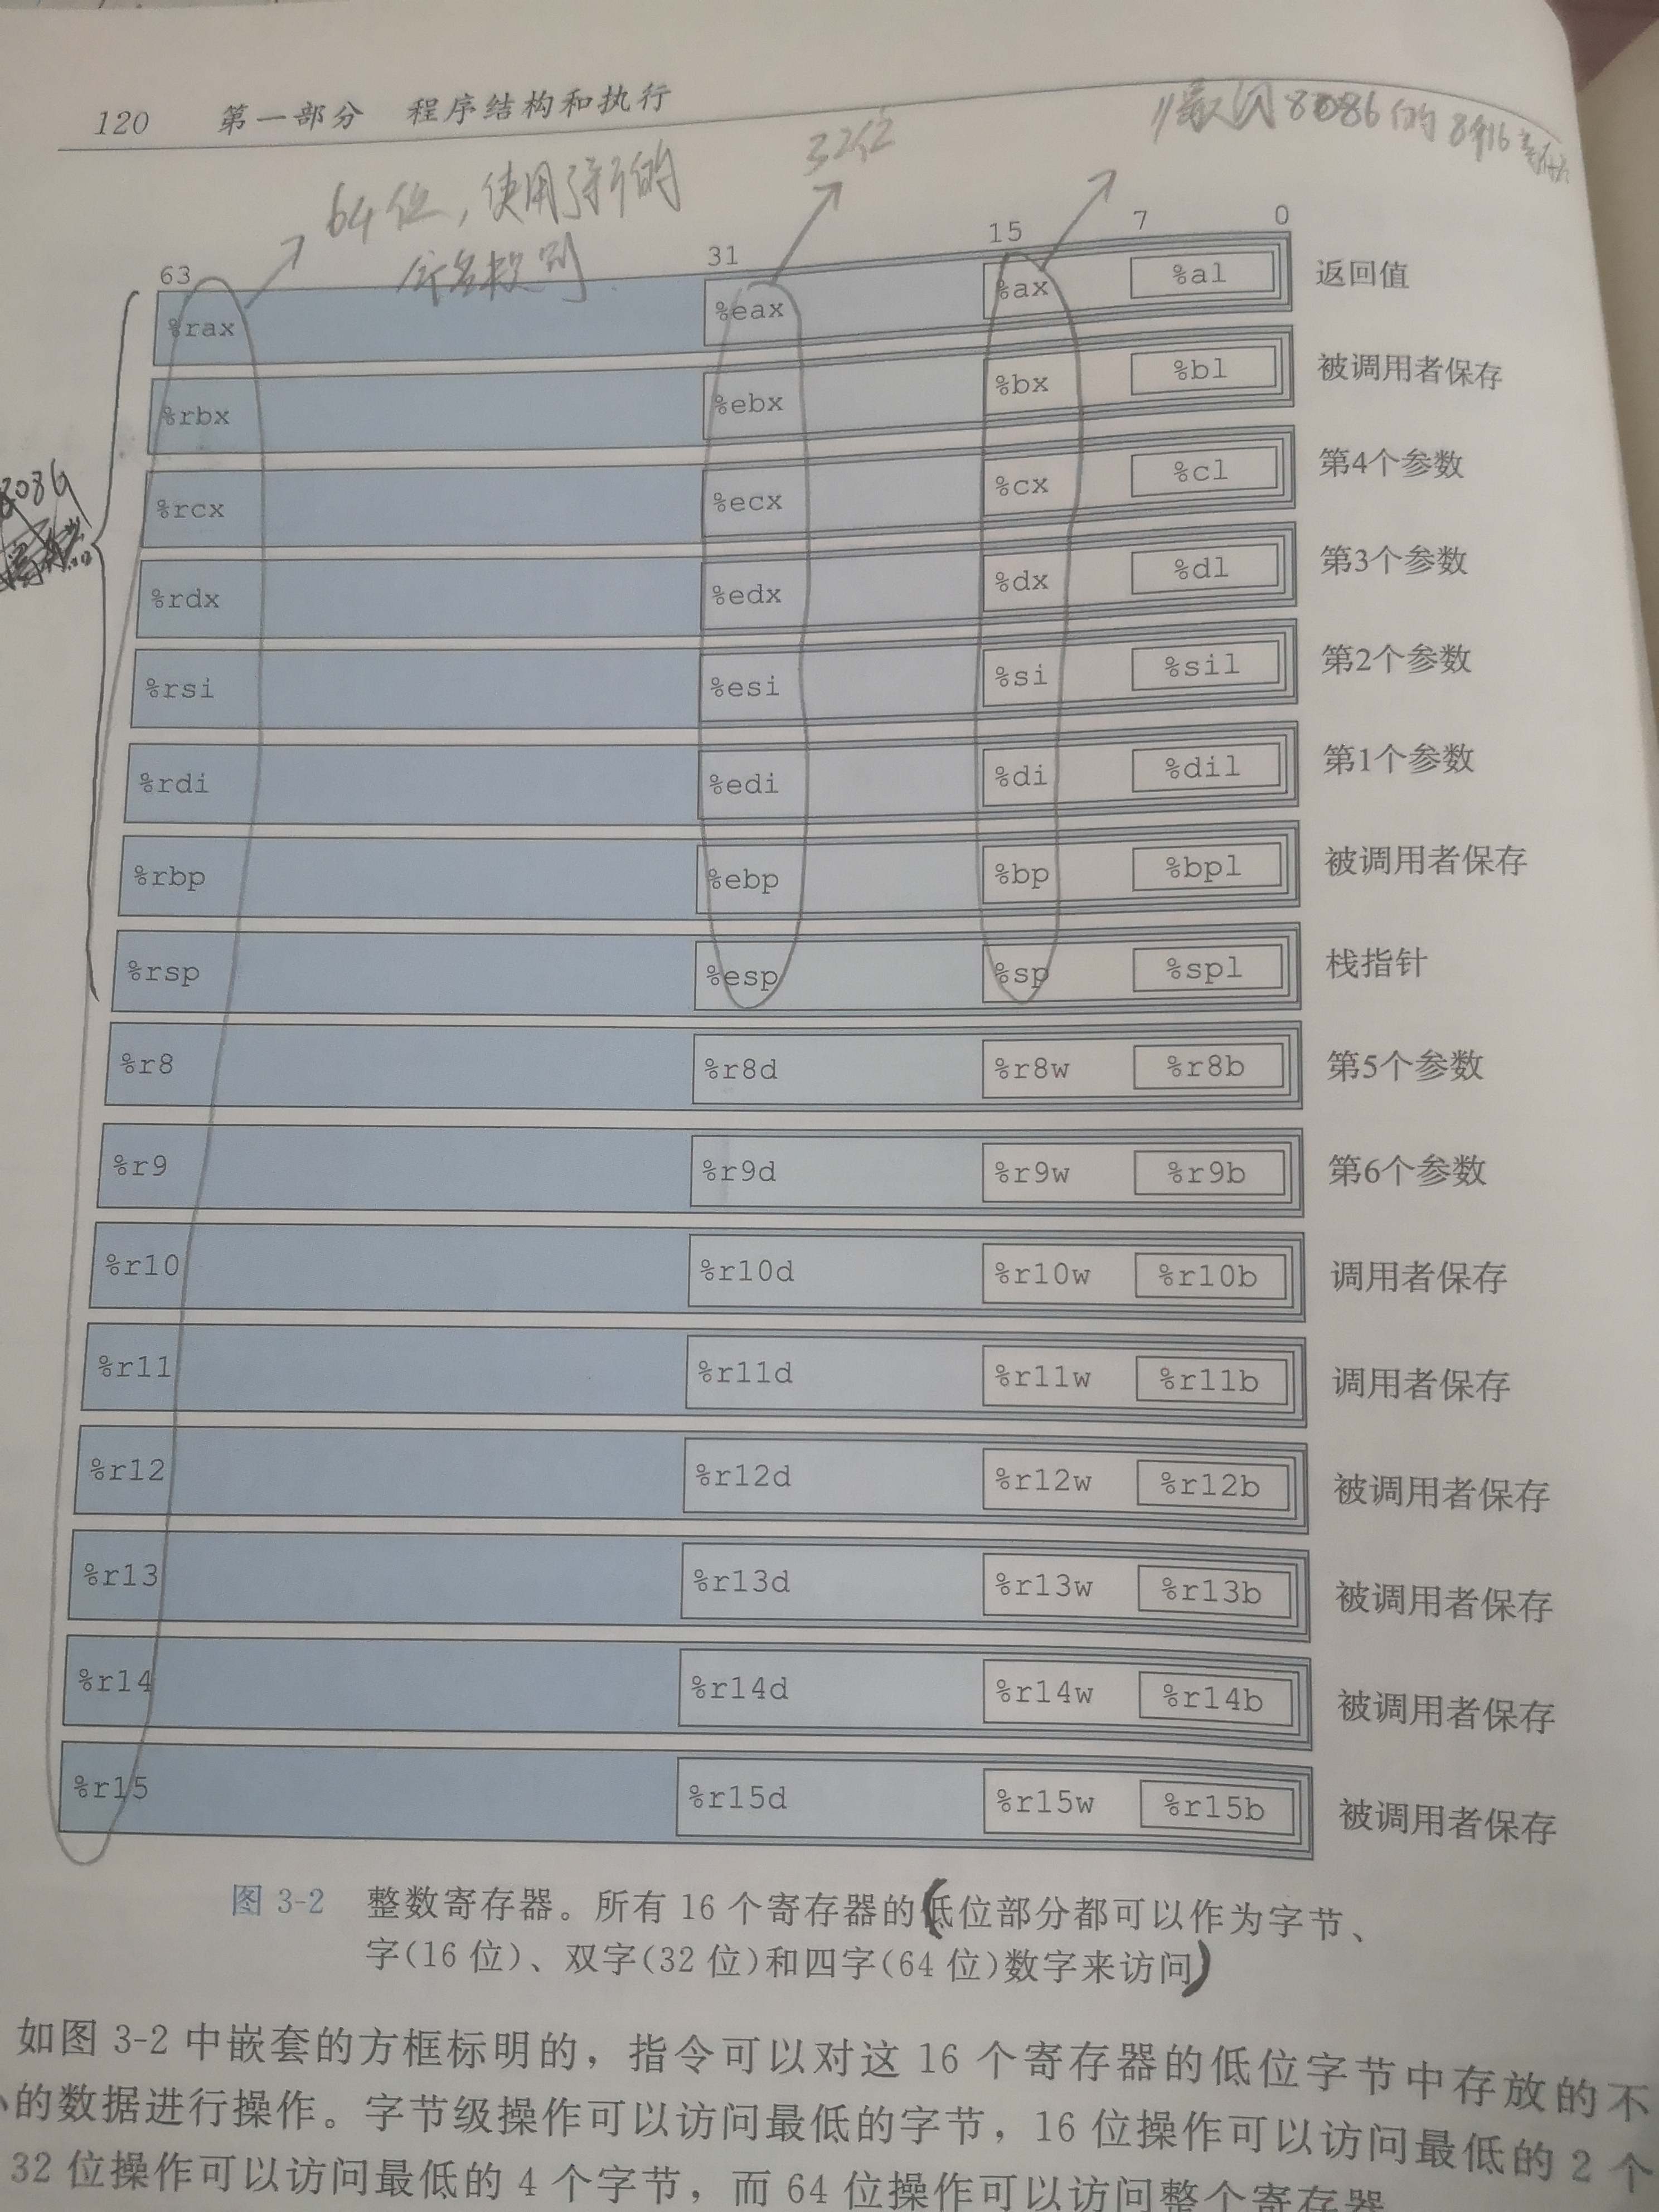 120 第一部分 程序结构和执行
//最初8086的8个16
32位
64位,使用了新的
命名规则
63 31 15 7 0
%rax %eax %ax %al 返回值
%rbx %ebx %bx %bl 被调用者保存
8086
%rcx %ecx %cx %cl 第4个参数
%rdx %edx %dx %dl 第3个参数
%rsi %esi %si %sil 第2个参数
%rdi %edi %di %dil 第1个参数
%rbp %ebp %bp %bpl 被调用者保存
%rsp %esp %sp %spl 栈指针
%r8 %r8d %r8w %r8b 第5个参数
%r9 %r9d %r9w %r9b 第6个参数
%r10 %r10d %r10w %r10b 调用者保存
%r11 %r11d %r11w %r11b 调用者保存
%r12 %r12d %r12w %r12b 被调用者保存
%r13 %r13d %r13w %r13b 被调用者保存
%r14 %r14d %r14w %r14b 被调用者保存
%r15 %r15d %r15w %r15b 被调用者保存
图 3-2 整数寄存器。所有 16 个寄存器的(低位部分都可以作为字节、
字(16 位)、双字(32 位)和四字(64 位)数字来访问)
如图 3-2 中嵌套的方框标明的，指令可以对这 16 个寄存器的低位字节中存放的不
的数据进行操作。字节级操作可以访问最低的字节，16 位操作可以访问最低的 2 个
32 位操作可以访问最低的 4 个字节，而 64 位操作可以访问整个寄存器